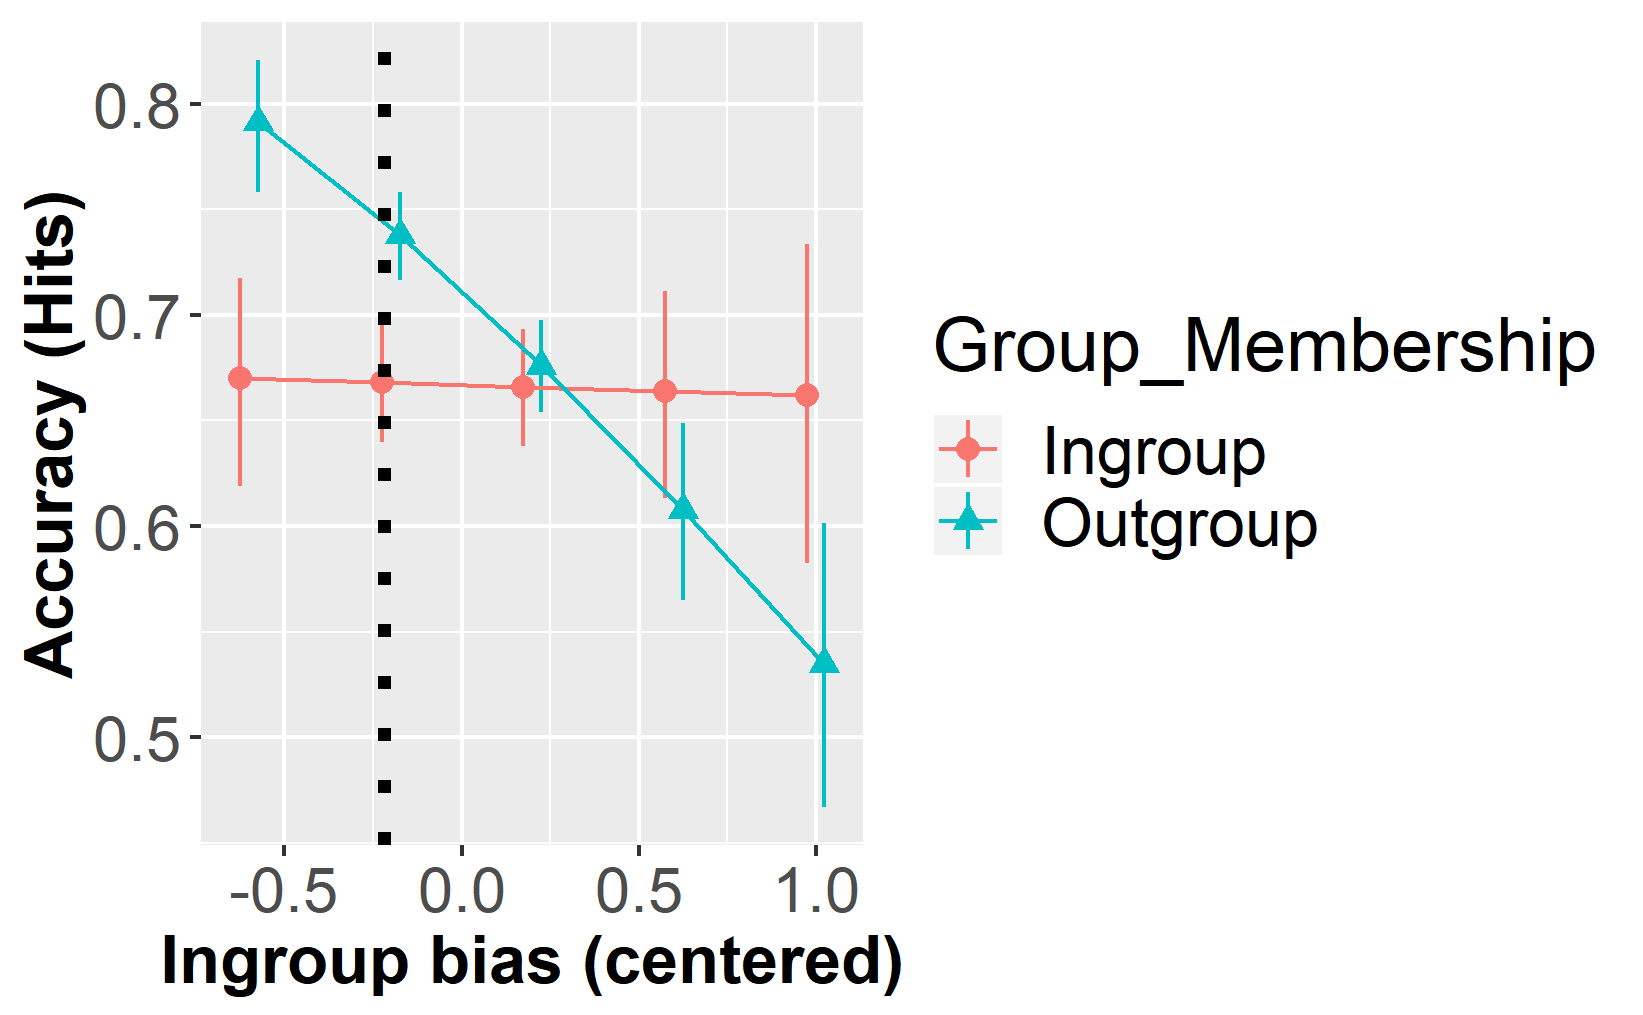 Accuracy (Hits)
0.8
0.7
0.6
0.5
-0.5 0.0 0.5 1.0
Ingroup bias (centered)
Group_Membership
Ingroup
Outgroup